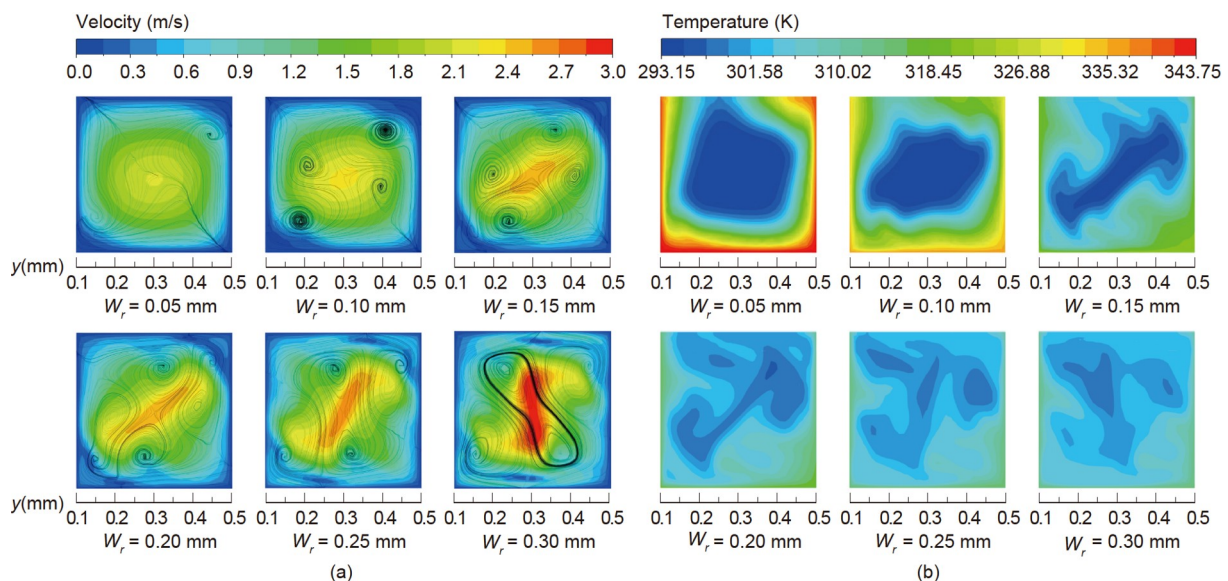 Velocity (m/s)
0.0 0.3 0.6 0.9 1.2 1.5 1.8 2.1 2.4 2.7 3.0
Temperature (K)
293.15 301.58 310.02 318.45 326.88 335.32 343.75
y(mm)
0.1 0.2 0.3 0.4 0.5
0.1 0.2 0.3 0.4 0.5
0.1 0.2 0.3 0.4 0.5
0.1 0.2 0.3 0.4 0.5
0.1 0.2 0.3 0.4 0.5
0.1 0.2 0.3 0.4 0.5
Wr = 0.05 mm
Wr = 0.10 mm
Wr = 0.15 mm
Wr = 0.05 mm
Wr = 0.10 mm
Wr = 0.15 mm
y(mm)
0.1 0.2 0.3 0.4 0.5
0.1 0.2 0.3 0.4 0.5
0.1 0.2 0.3 0.4 0.5
0.1 0.2 0.3 0.4 0.5
0.1 0.2 0.3 0.4 0.5
0.1 0.2 0.3 0.4 0.5
Wr = 0.20 mm
Wr = 0.25 mm
Wr = 0.30 mm
Wr = 0.20 mm
Wr = 0.25 mm
Wr = 0.30 mm
(a)
(b)